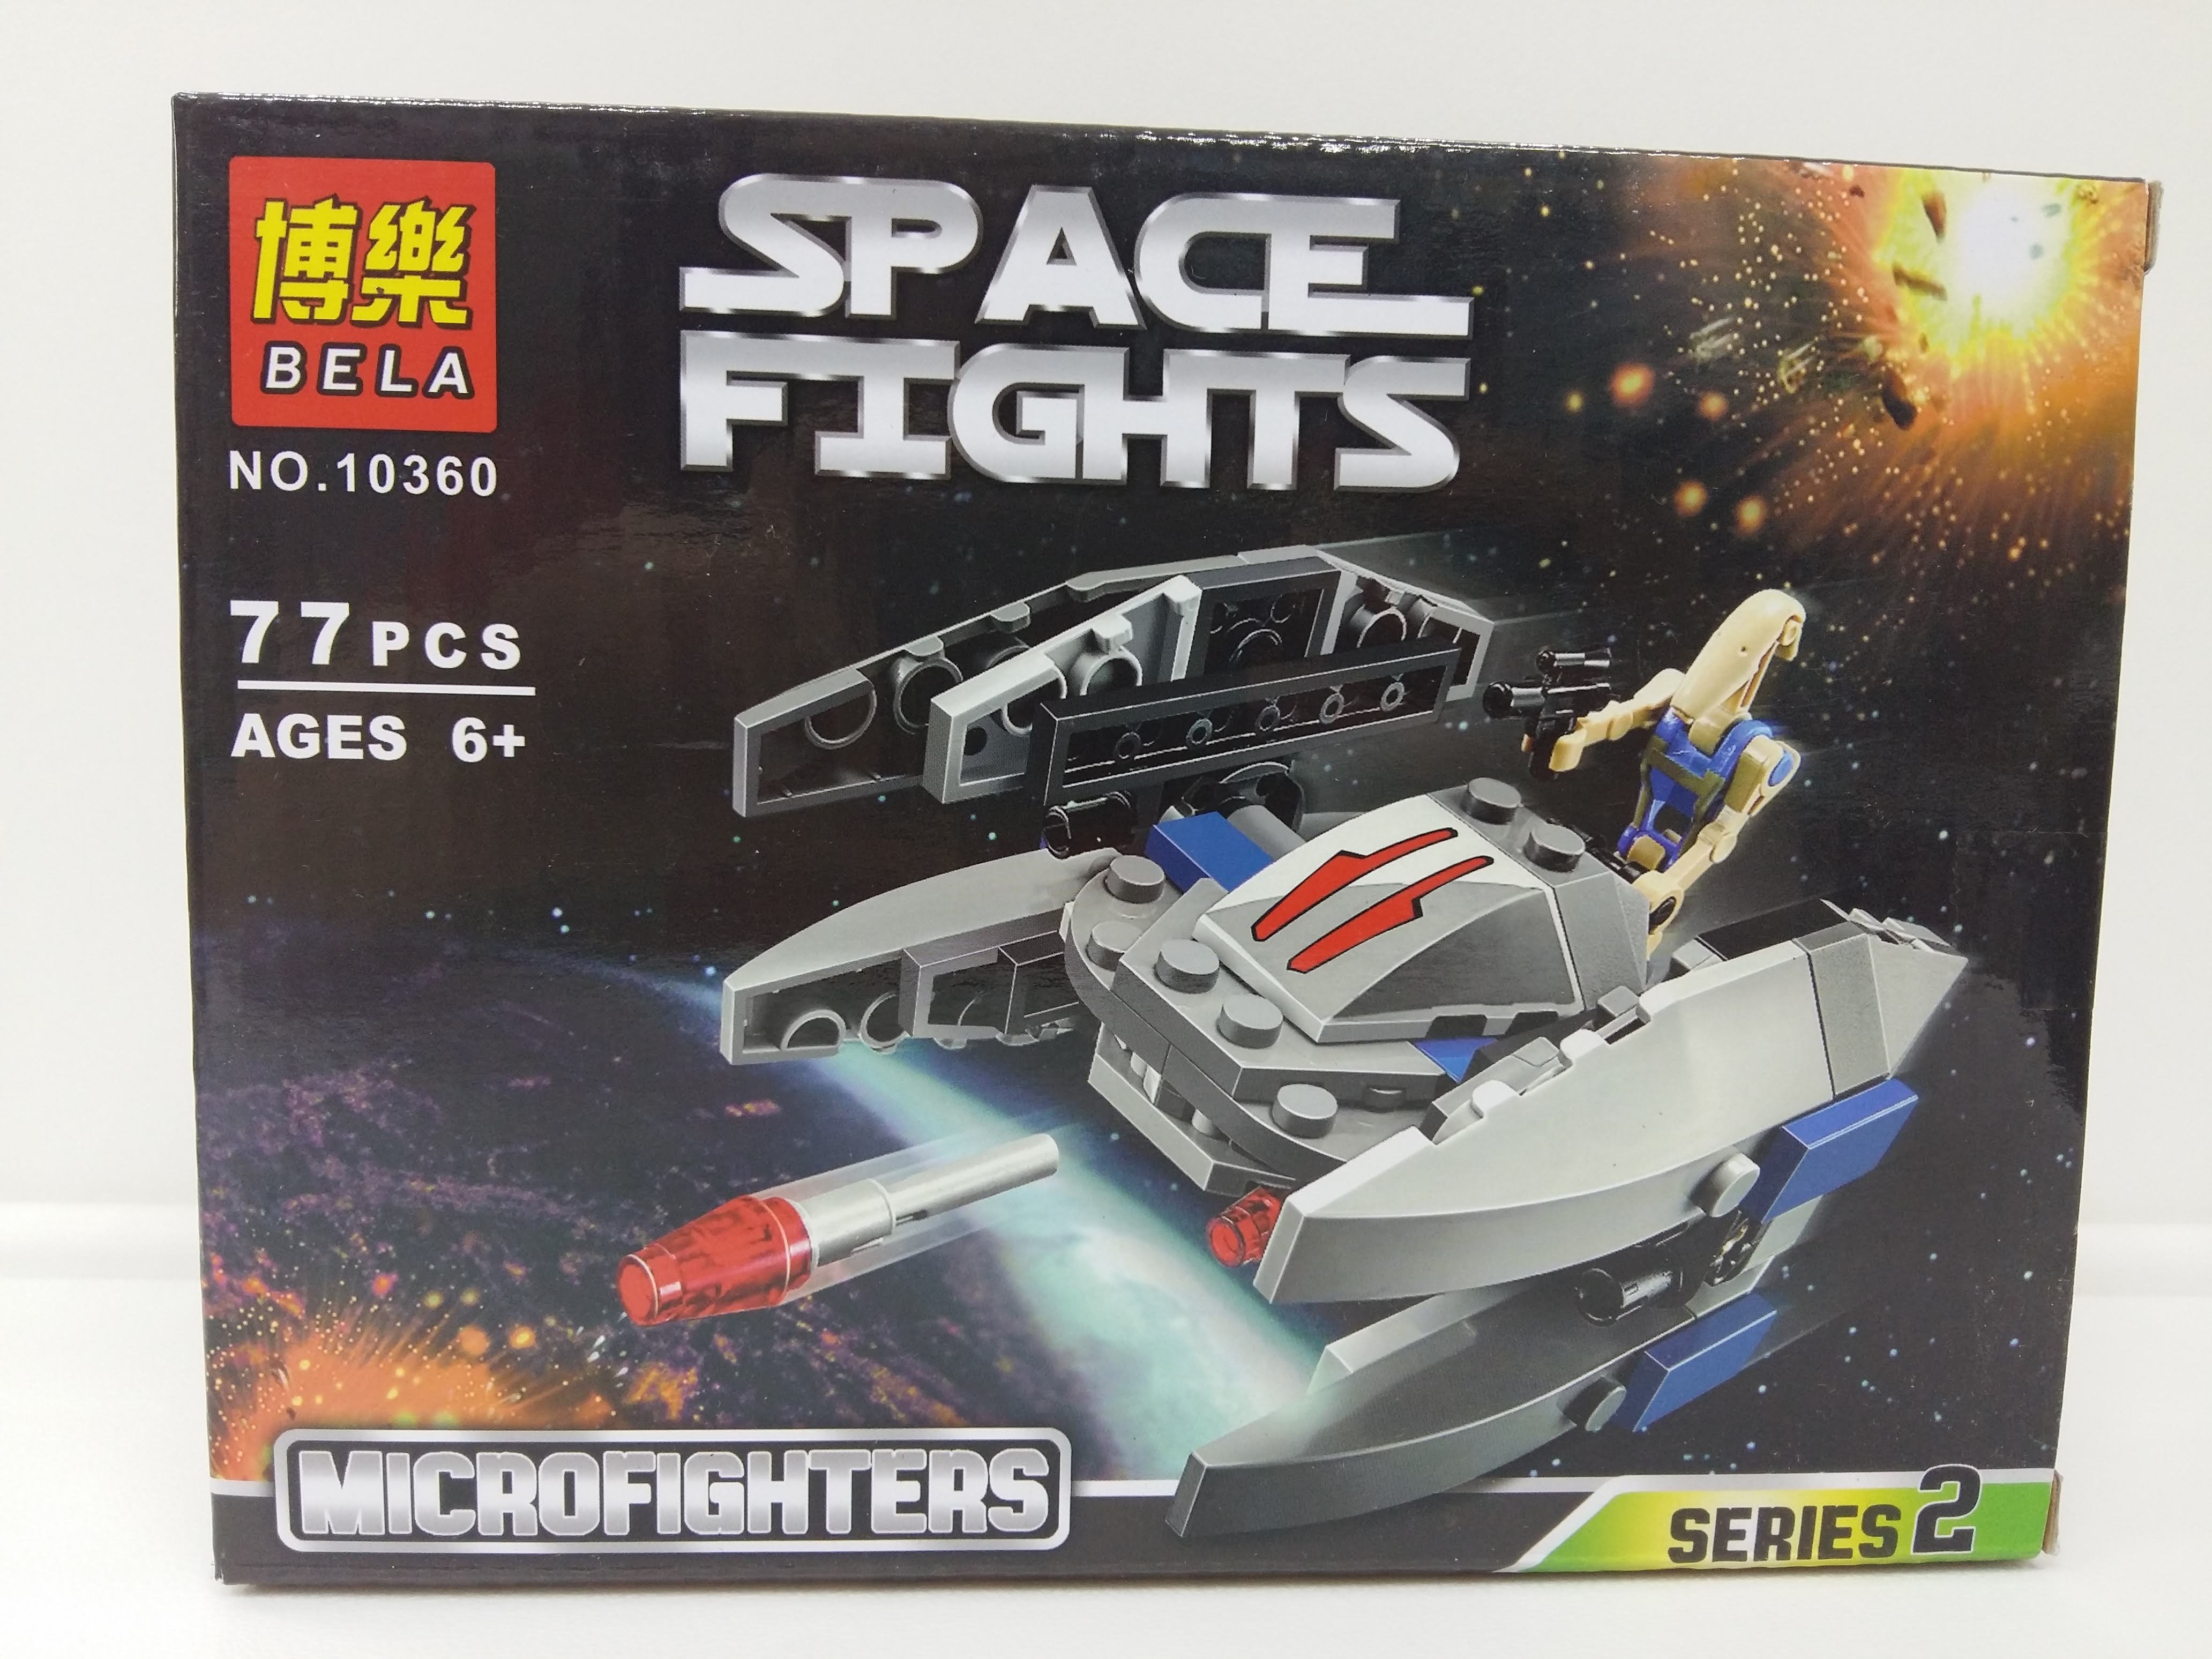 博樂
BELA
NO.10360
SPACE
FIGHTS
77PCS
AGES 6+
MICROFIGHTERS
SERIES 2